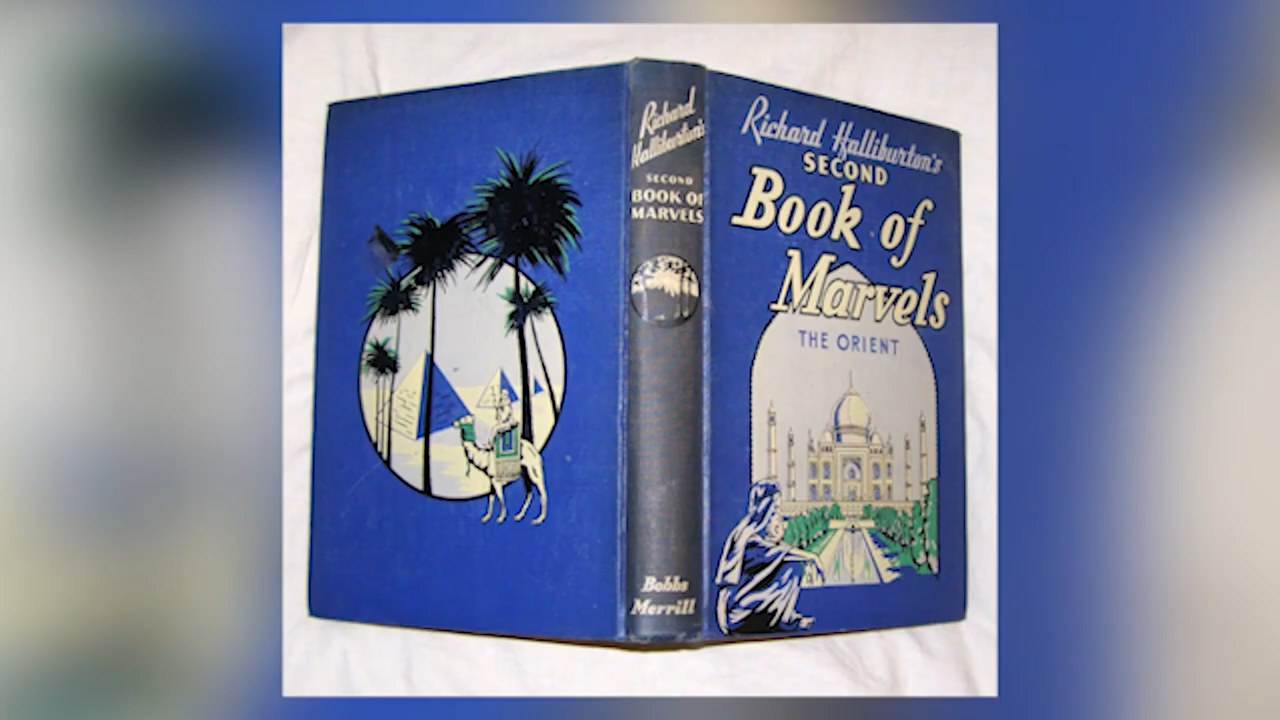 Richard
Halliburton's
SECOND
BOOK OF
MARVELS
Bobbs
Merrill
Richard Halliburton's
SECOND
Book of
Marvels
THE ORIENT